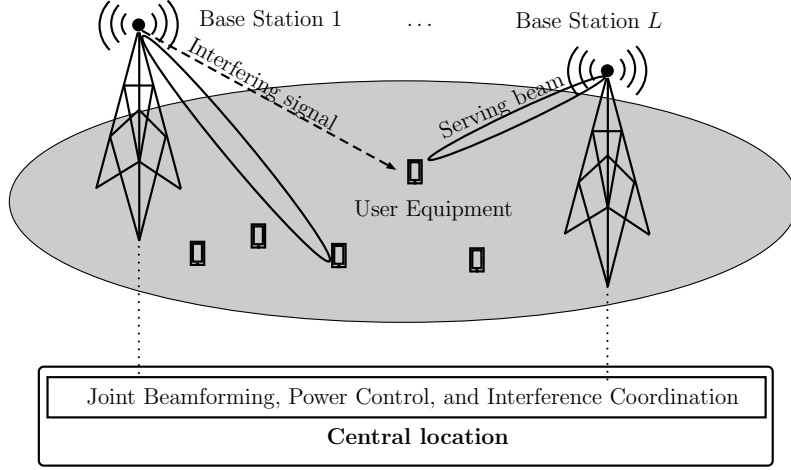 Base Station 1
...
Base Station L
Interfering signal
Serving beam
User Equipment
Joint Beamforming, Power Control, and Interference Coordination
Central location